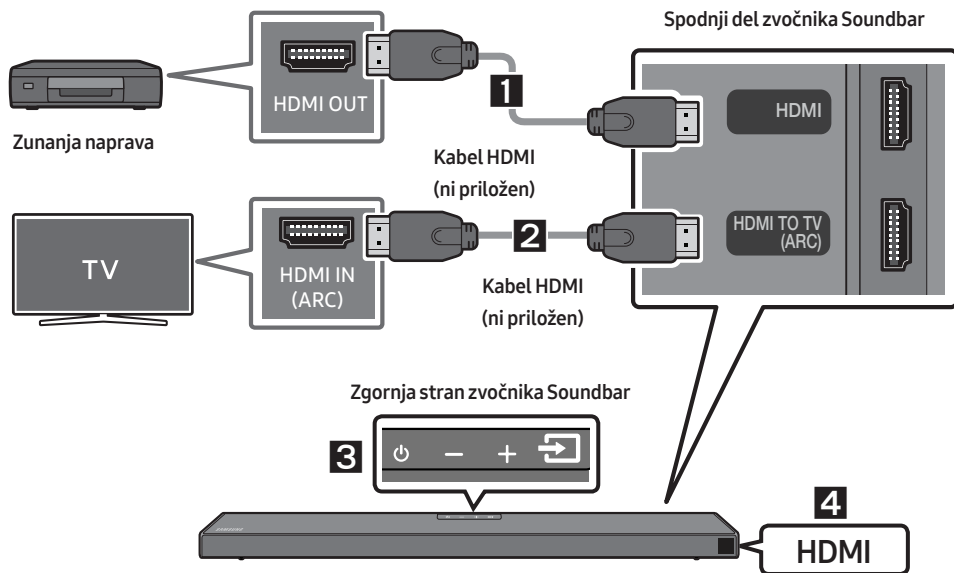 Spodnji del zvočnika Soundbar
HDMI OUT
1
HDMI
Zunanja naprava
Kabel HDMI
(ni priložen)
TV
HDMI IN
(ARC)
2
HDMI TO TV
(ARC)
Kabel HDMI
(ni priložen)
Zgornja stran zvočnika Soundbar
3
4
HDMI